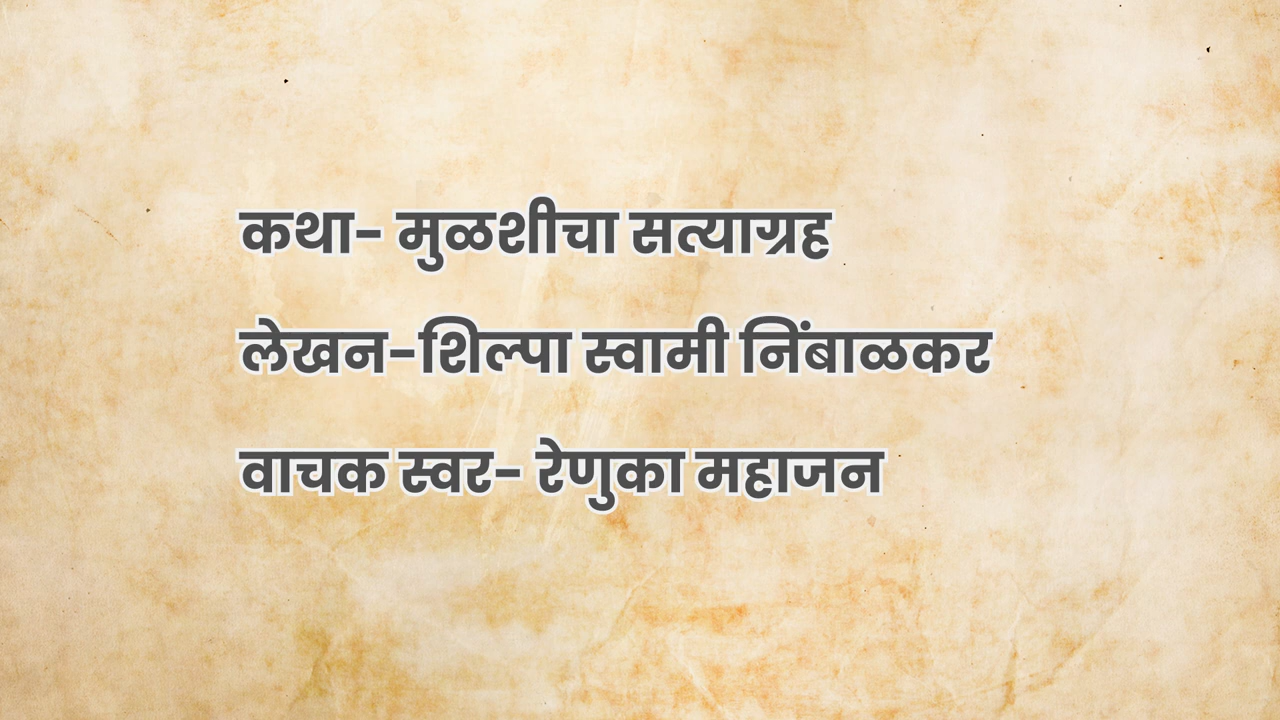 कथा- मुळशीचा सत्याग्रह
लेखन-शिल्पा स्वामी निंबाळकर
वाचक स्वर- रेणुका महाजन